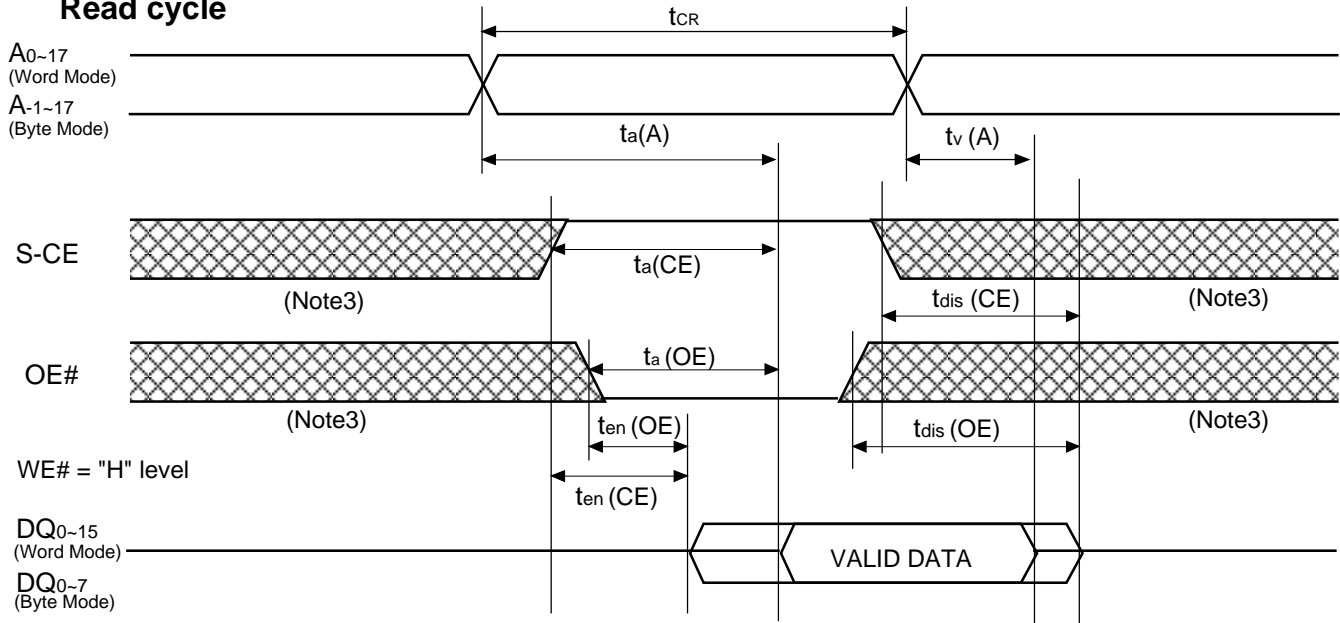 Read cycle
tCR
A0~17
(Word Mode)
A-1~17
(Byte Mode)
ta(A)
tv (A)
S-CE
ta(CE)
(Note3)
tdis (CE)
(Note3)
OE#
ta (OE)
(Note3)
ten (OE)
tdis (OE)
(Note3)
WE# = "H" level
ten (CE)
DQ0~15
(Word Mode)
VALID DATA
DQ0~7
(Byte Mode)